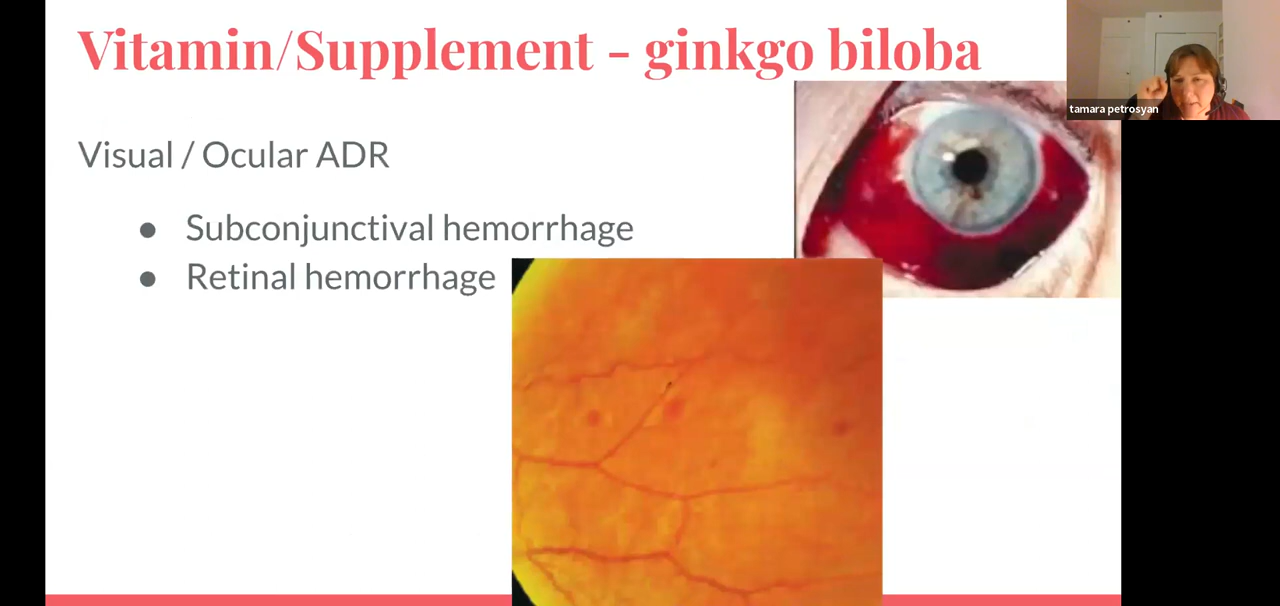 Vitamin/Supplement - ginkgo biloba
tamara petrosyan
Visual / Ocular ADR
● Subconjunctival hemorrhage
● Retinal hemorrhage